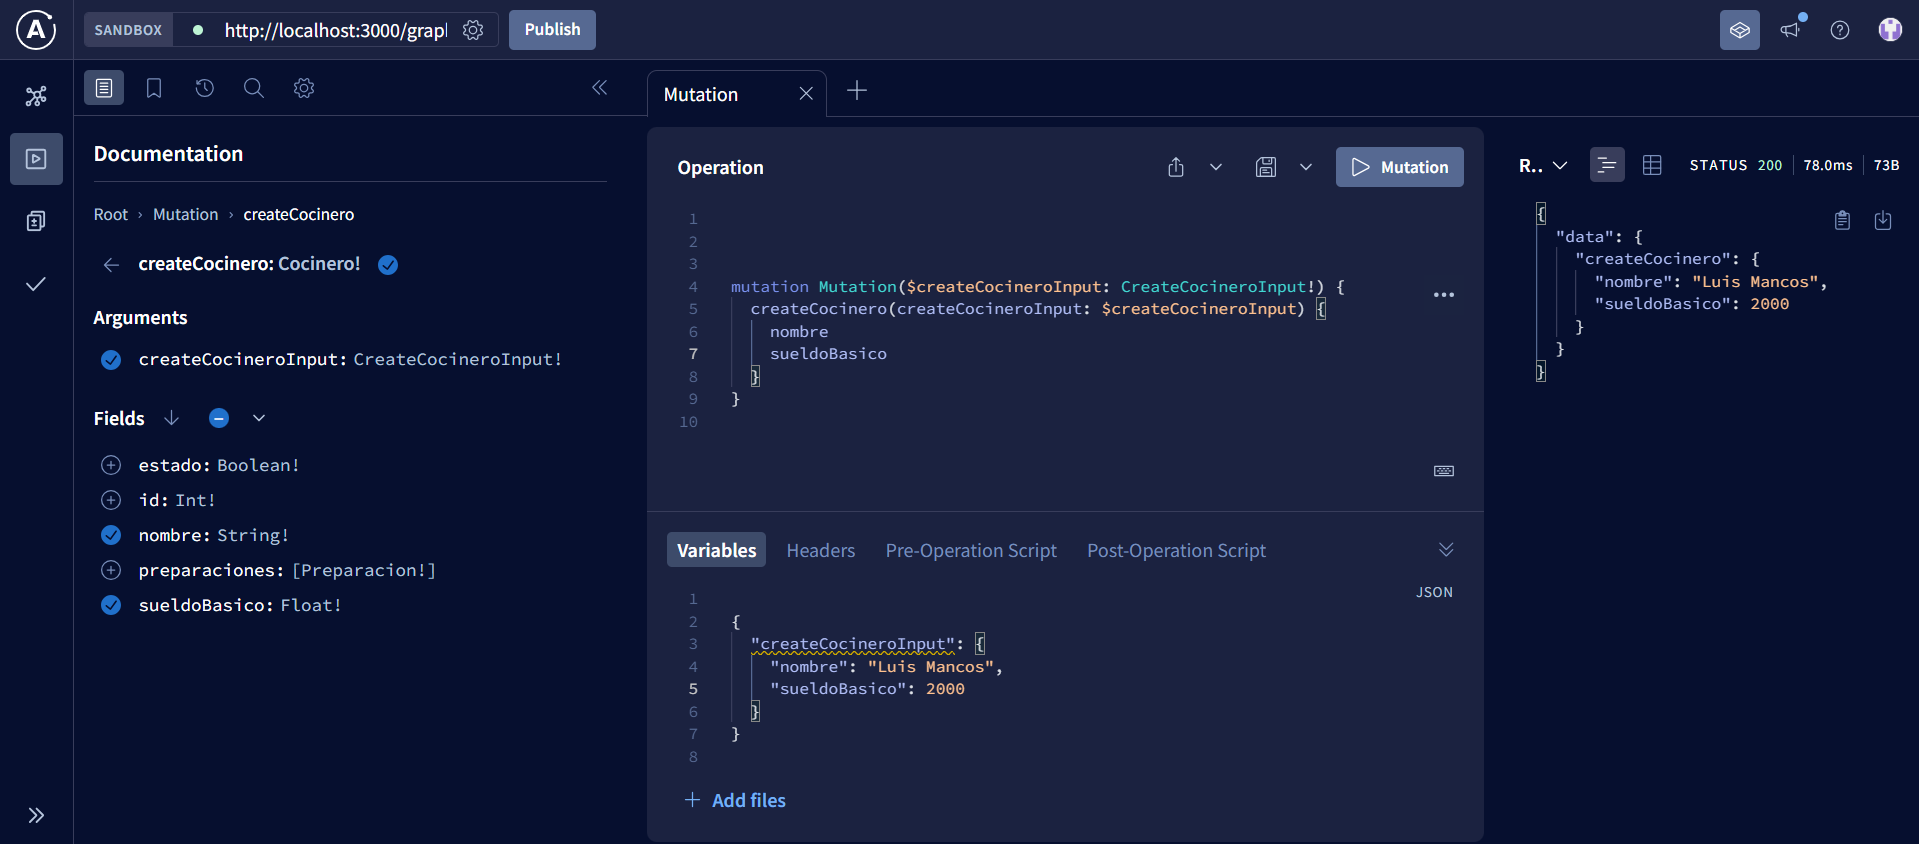 SANDBOX
http://localhost:3000/grap
Publish
Documentation
Root › Mutation › createCocinero
createCocinero: Cocinero!
Arguments
createCocineroInput: CreateCocineroInput!
Fields
estado: Boolean!
id: Int!
nombre: String!
preparaciones: [Preparacion!]
sueldoBasico: Float!
Mutation
Operation
Mutation
1
2
3
4 mutation Mutation($createCocineroInput: CreateCocineroInput!) {
5 createCocinero(createCocineroInput: $createCocineroInput) {
6 nombre
7 sueldoBasico
8 }
9 }
10
Variables Headers Pre-Operation Script Post-Operation Script
JSON
1
2 {
3 "createCocineroInput": {
4 "nombre": "Luis Mancos",
5 "sueldoBasico": 2000
6 }
7 }
8
Add files
R.. STATUS 200 78.0ms 73B
{
"data": {
"createCocinero": {
"nombre": "Luis Mancos",
"sueldoBasico": 2000
}
}
}